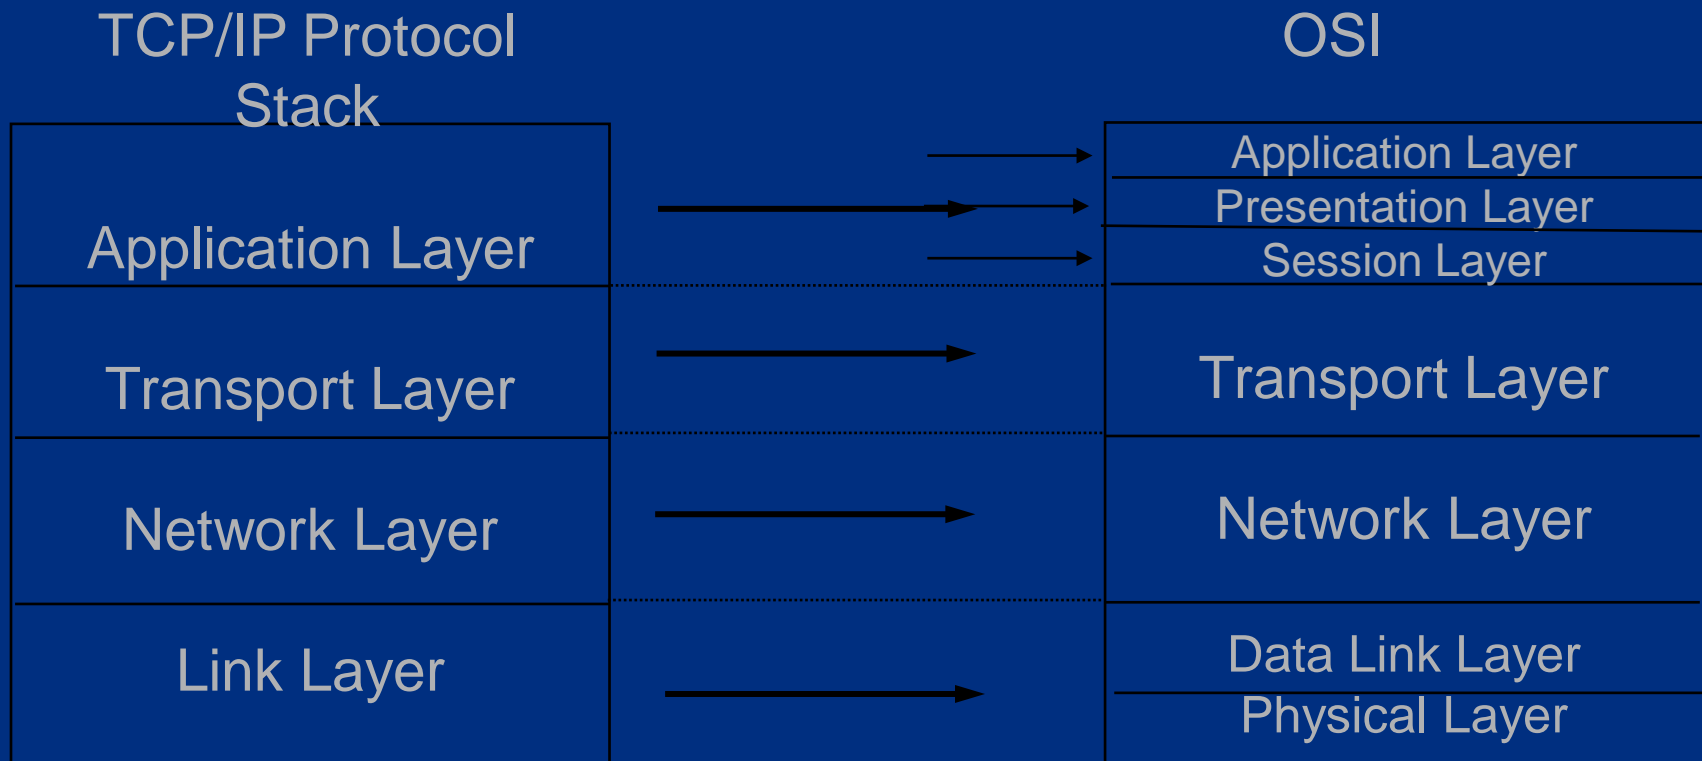 TCP/IP Protocol
Stack
Application Layer
Transport Layer
Network Layer
Link Layer
OSI
Application Layer
Presentation Layer
Session Layer
Transport Layer
Network Layer
Data Link Layer
Physical Layer